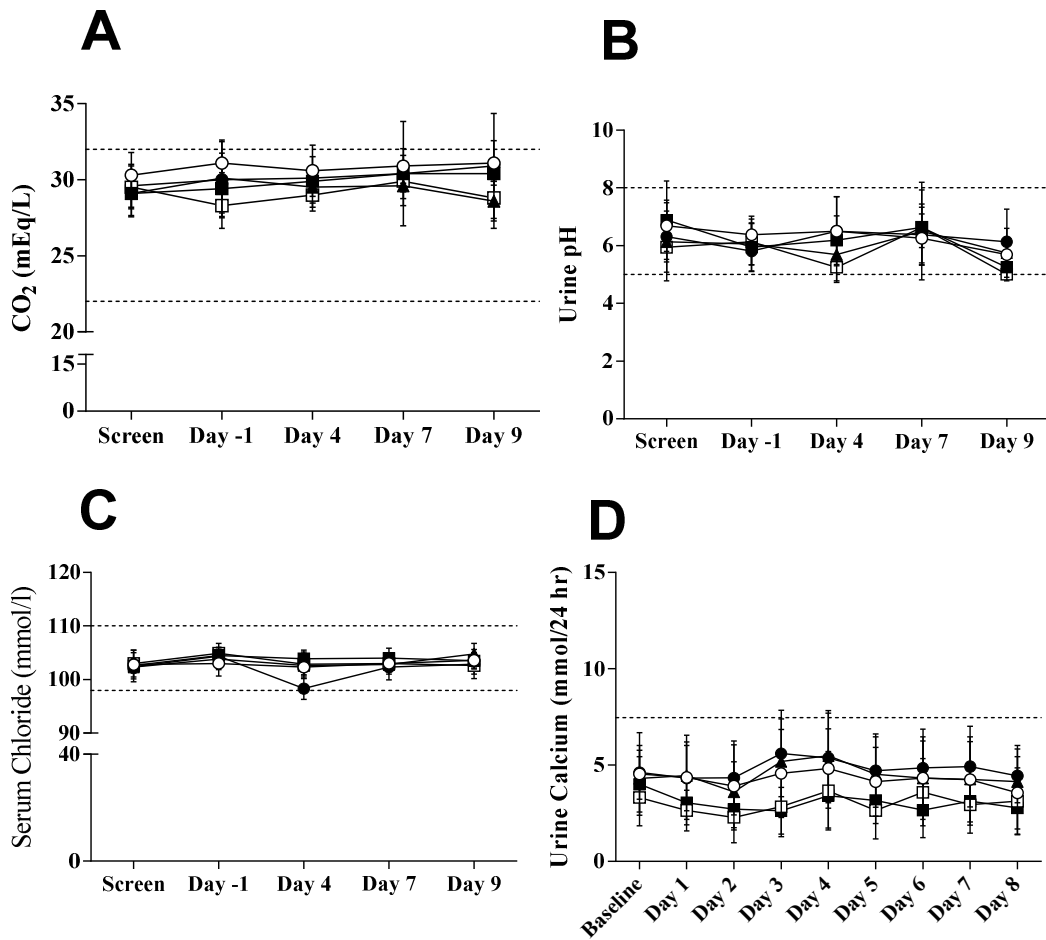 A
CO2 (mEq/L)
35
30
25
20
15
0
Screen Day -1 Day 4 Day 7 Day 9
B
Urine pH
10
8
6
4
2
0
Screen Day -1 Day 4 Day 7 Day 9
C
Serum Chloride (mmol/l)
120
110
100
90
40
0
Screen Day -1 Day 4 Day 7 Day 9
D
Urine Calcium (mmol/24 hr)
15
10
5
0
Baseline Day 1 Day 2 Day 3 Day 4 Day 5 Day 6 Day 7 Day 8